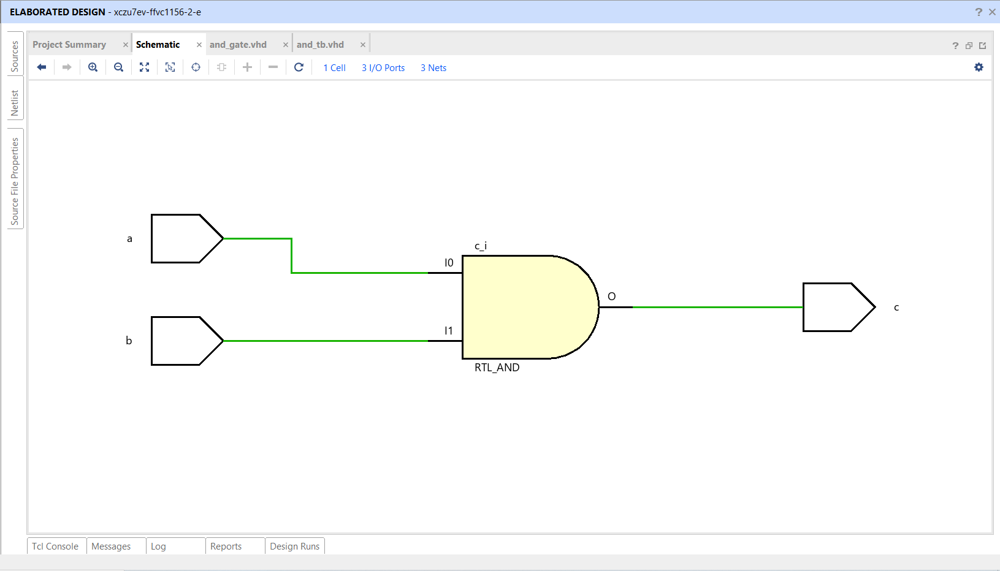 ELABORATED DESIGN - xczu7ev-ffvc1156-2-e
Sources
Netlist
Source File Properties
Project Summary
Schematic
and_gate.vhd
and_tb.vhd
1 Cell
3 I/O Ports
3 Nets
a
b
c_i
I0
I1
O
RTL_AND
c
Tcl Console
Messages
Log
Reports
Design Runs